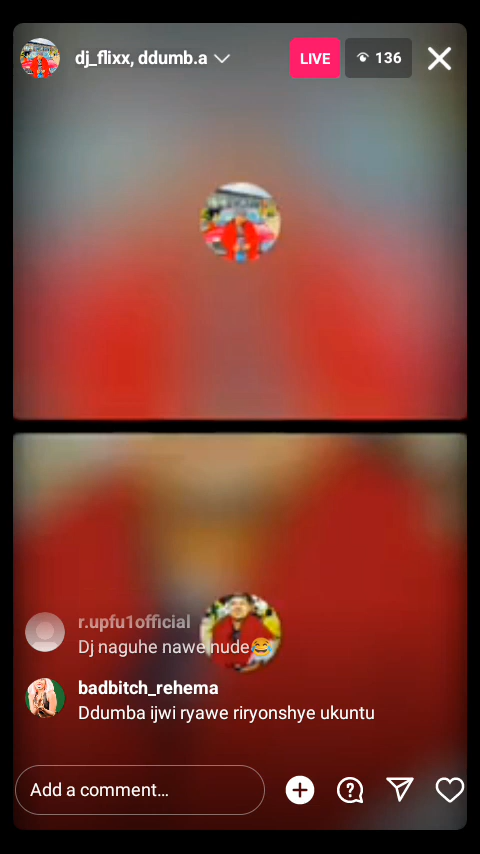 dj_flixx, ddumb.a
LIVE
136
r.upfu1official
Dj naguhe nawe nude😂
badbitch_rehema
Ddumba ijwi ryawe riryonshye ukuntu
Add a comment...